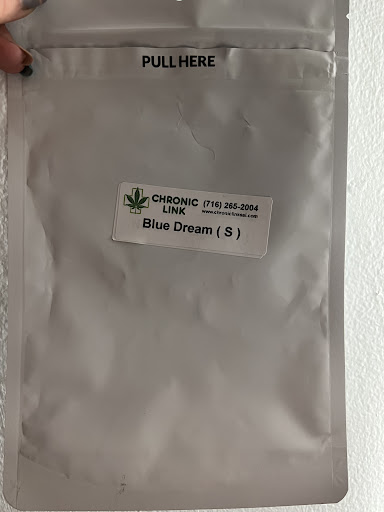 PULL HERE
CHRONIC (716) 265-2004
LINK
Blue Dream ( S )